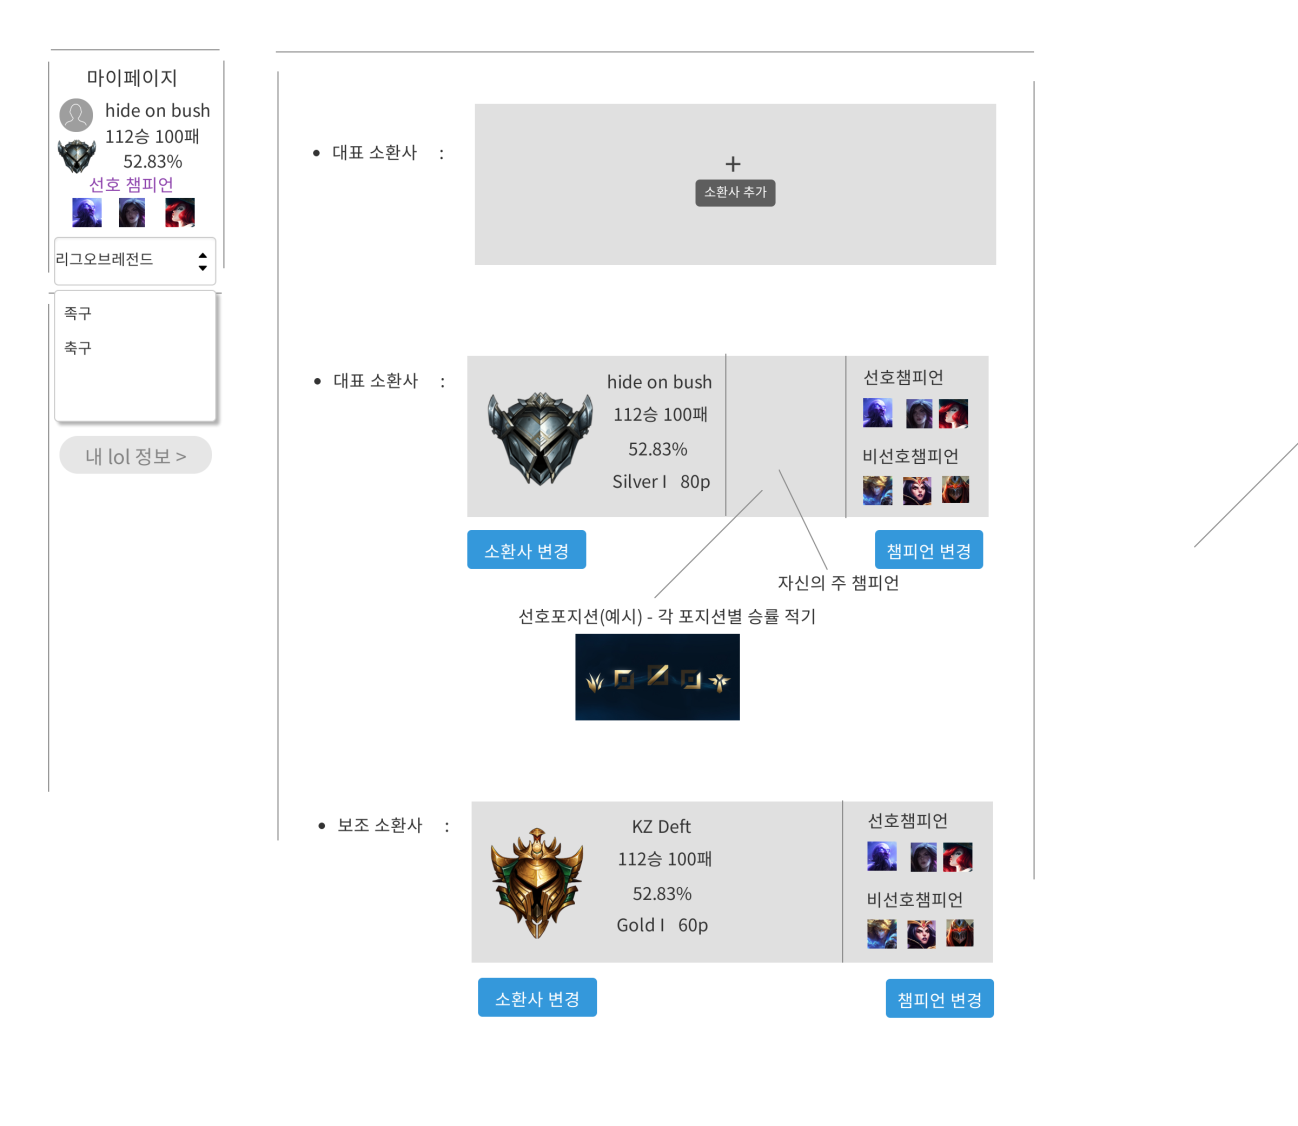 마이페이지
hide on bush
112승 100패
52.83%
선호 챔피언
리그오브레전드
족구
축구
내 lol 정보 >
• 대표 소환사 :
+
소환사 추가
• 대표 소환사 :
hide on bush
112승 100패
52.83%
Silver I 80p
선호챔피언
비선호챔피언
소환사 변경
챔피언 변경
자신의 주 챔피언
선호포지션(예시) - 각 포지션별 승률 적기
• 보조 소환사 :
KZ Deft
112승 100패
52.83%
Gold I 60p
선호챔피언
비선호챔피언
소환사 변경
챔피언 변경